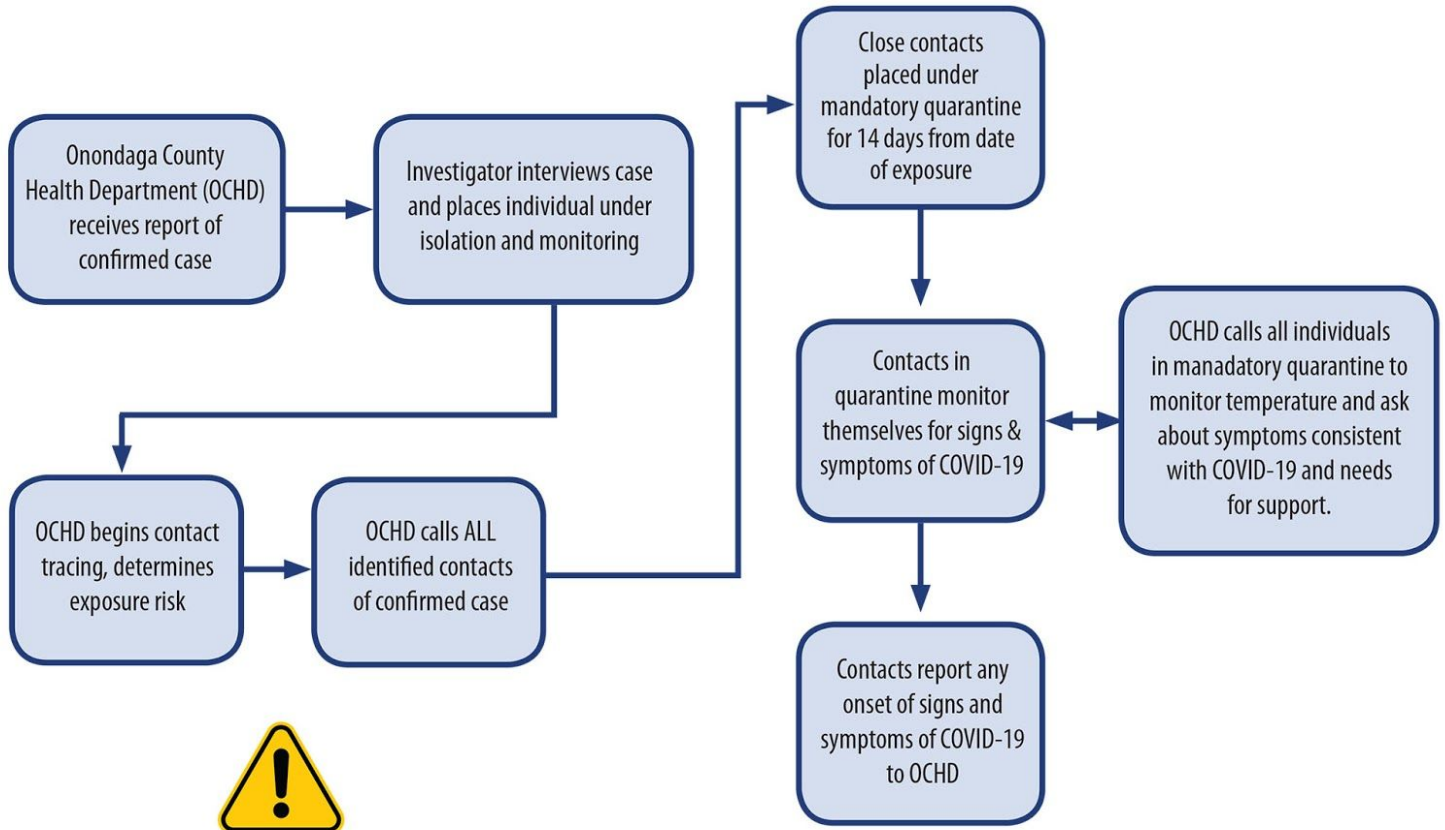 Onondaga County
Health Department (OCHD)
receives report of
confirmed case
Investigator interviews case
and places individual under
isolation and monitoring
OCHD begins contact
tracing, determines
exposure risk
OCHD calls ALL
identified contacts
of confirmed case
Close contacts
placed under
mandatory quarantine
for 14 days from date
of exposure
Contacts in
quarantine monitor
themselves for signs &
symptoms of COVID-19
OCHD calls all individuals
in manadatory quarantine to
monitor temperature and ask
about symptoms consistent
with COVID-19 and needs
for support.
Contacts report any
onset of signs and
symptoms of COVID-19
to OCHD
!